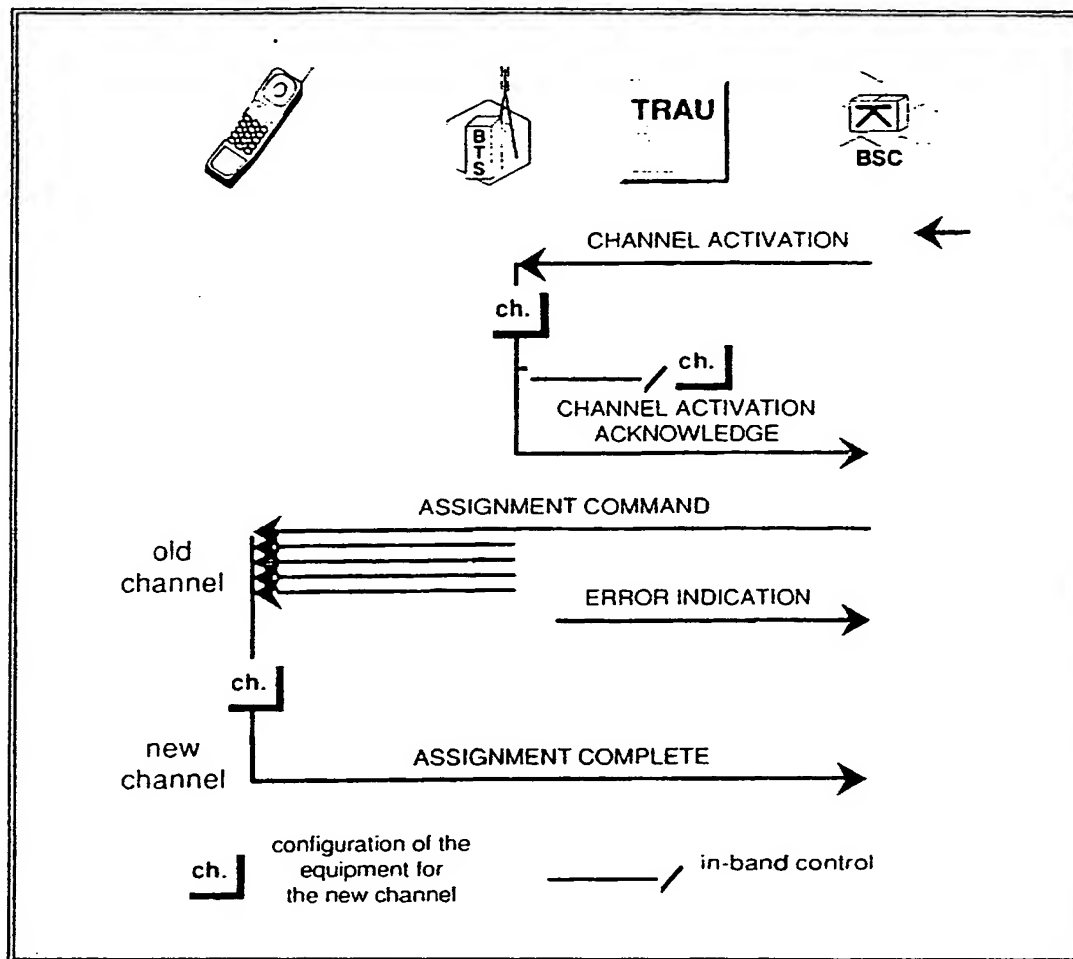 BTS
TRAU
BSC
CHANNEL ACTIVATION
ch.
ch.
CHANNEL ACTIVATION
ACKNOWLEDGE
ASSIGNMENT COMMAND
old
channel
ERROR INDICATION
ch.
new
channel
ASSIGNMENT COMPLETE
ch.
configuration of the
equipment for
the new channel
in-band control